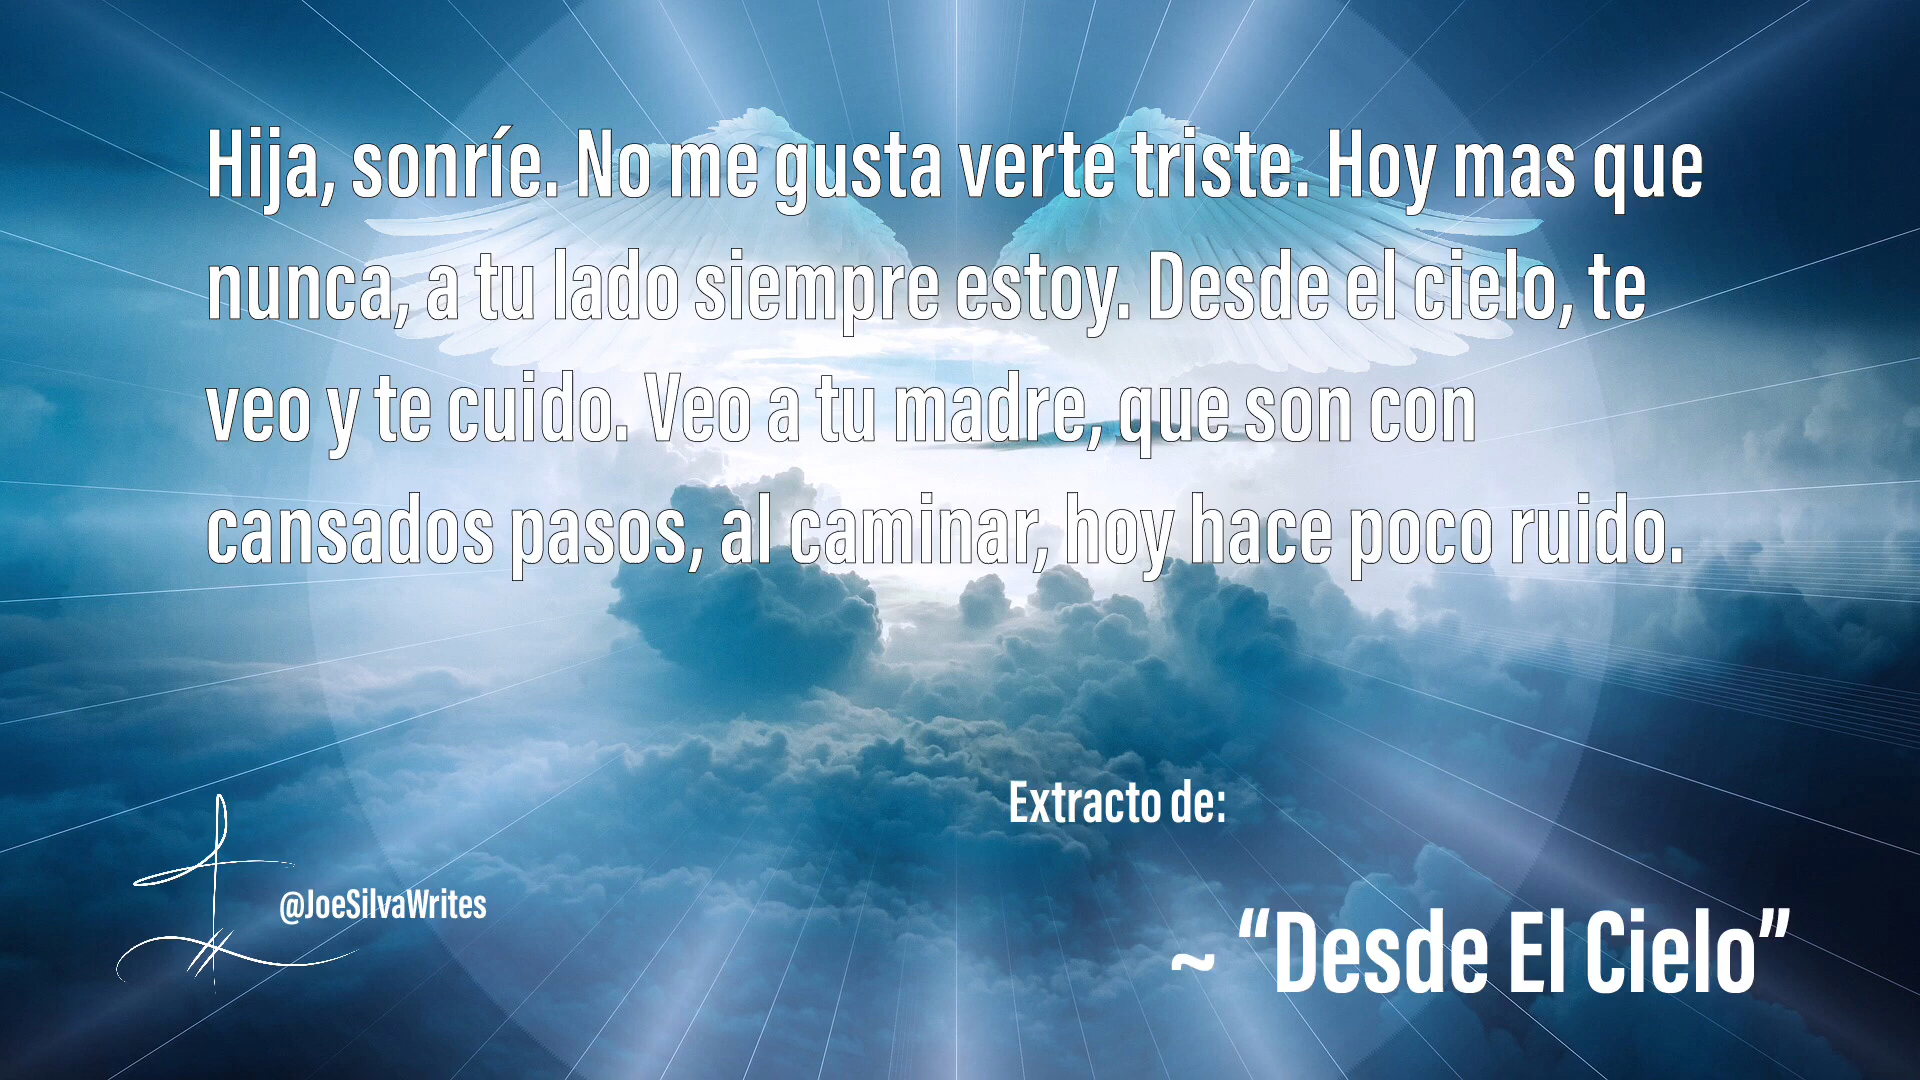 Hija, sonríe. No me gusta verte triste. Hoy mas que
nunca, a tu lado siempre estoy. Desde el cielo, te
veo y te cuido. Veo a tu madre, que son con
cansados pasos, al caminar, hoy hace poco ruido.
Extracto de:
@JoeSilvaWrites
~ “Desde El Cielo”